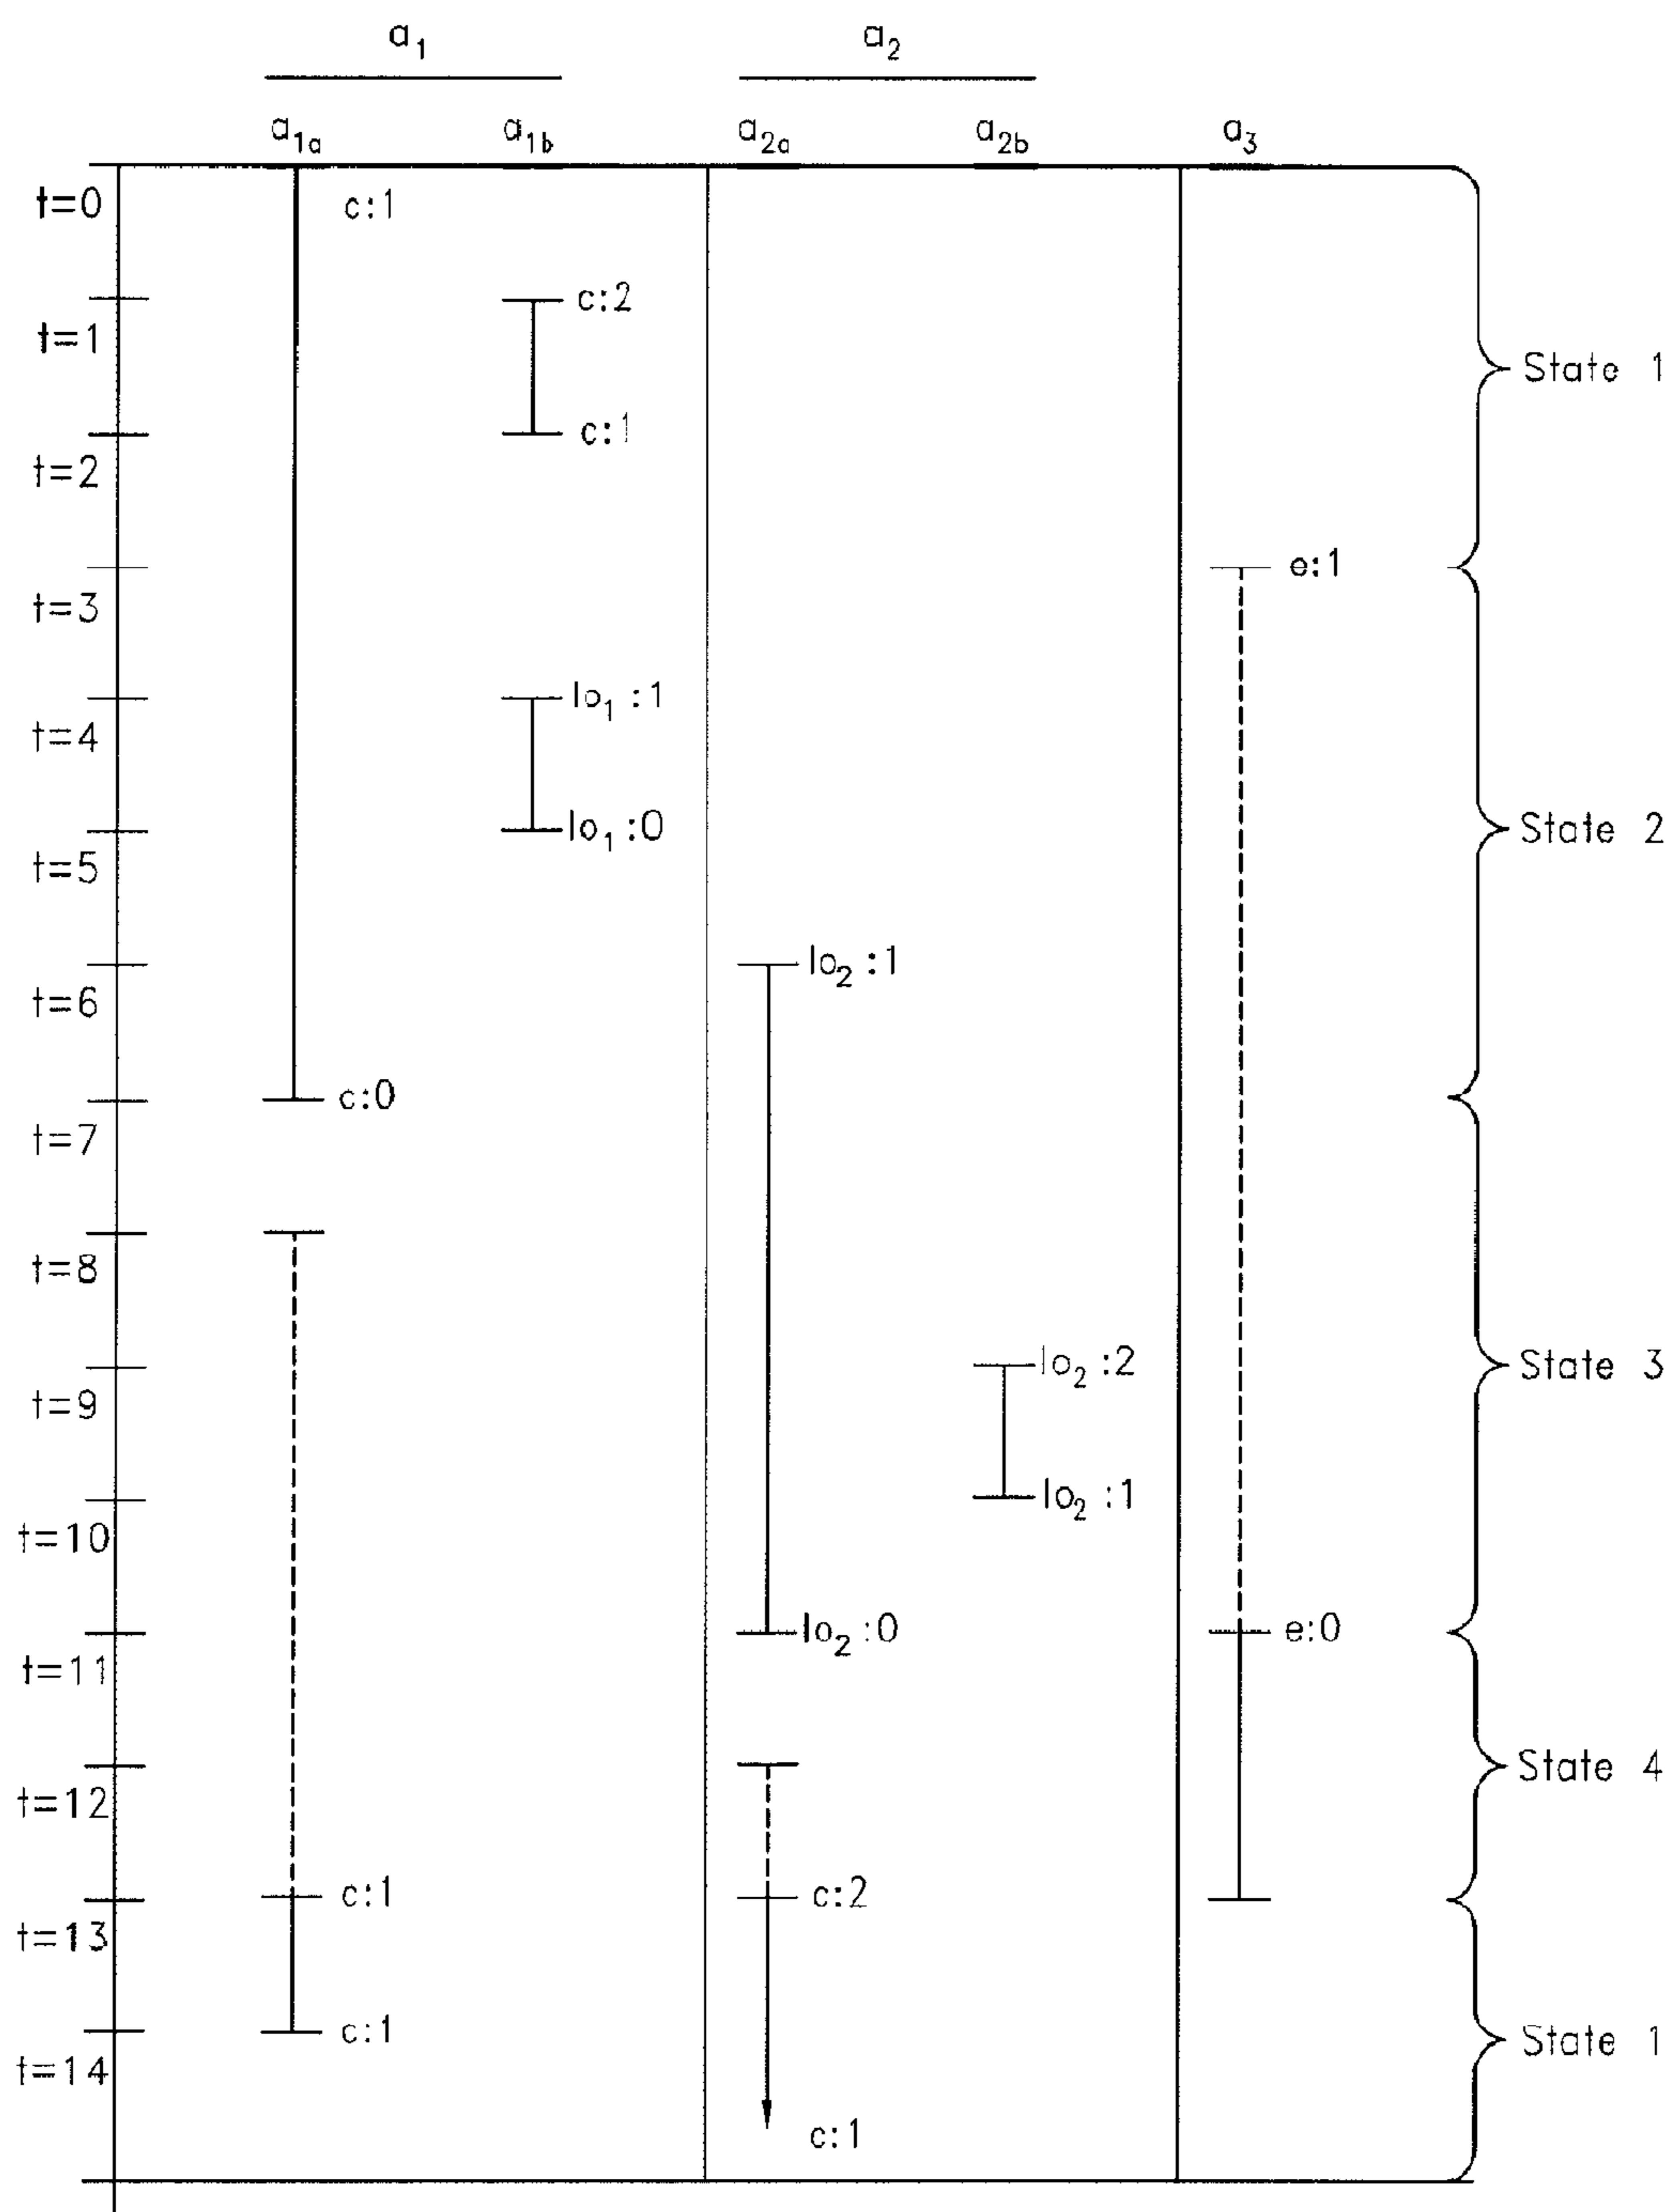 a₁ a₂
a₁ₐ a₁b a₂ₐ a₂b a₃
t=0 c:1
c:2
t=1
State 1
c:1
t=2
e:1
t=3
lo₁ :1
t=4
lo₁ :0 State 2
t=5
lo₂ :1
t=6
c:0
t=7
t=8
lo₂ :2 State 3
t=9
lo₂ :1
t=10
lo₂ :0 e:0
t=11
State 4
t=12
c:1 c:2
t=13
c:1 State 1
t=14
c:1